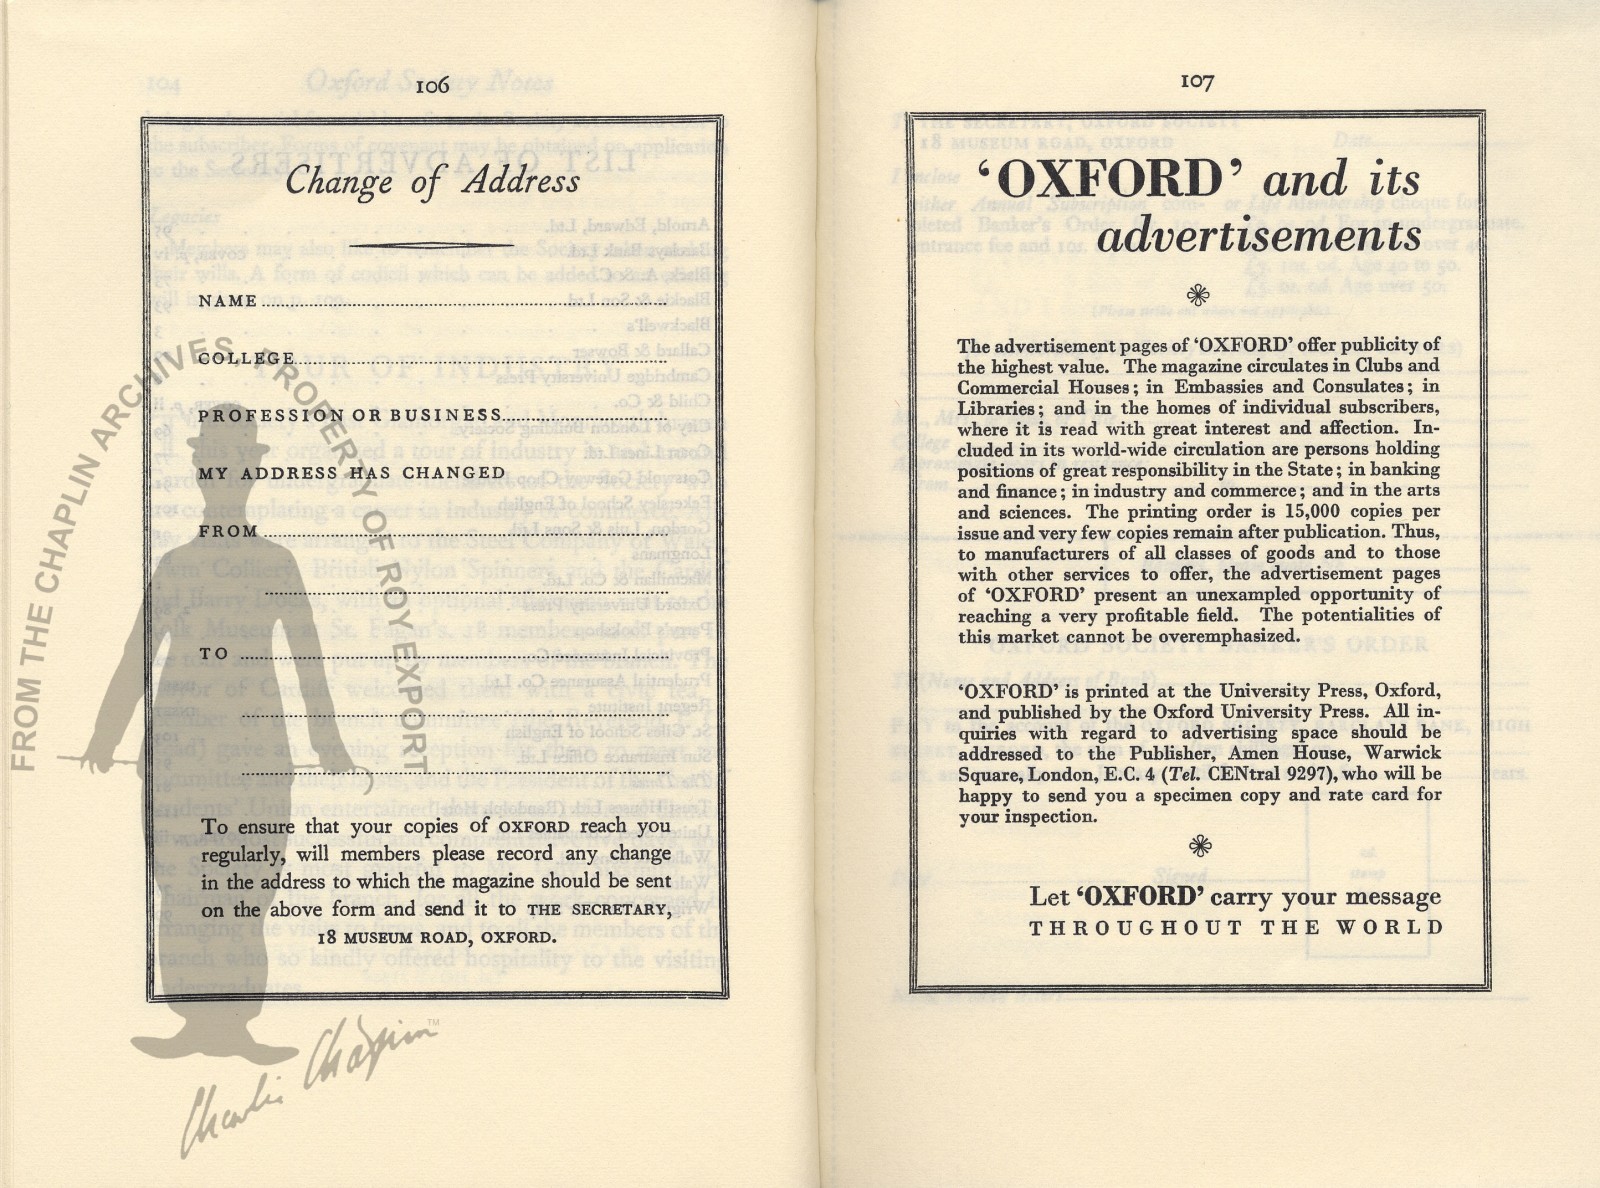 106
Change of Address
NAME
COLLEGE
PROFESSION OR BUSINESS
MY ADDRESS HAS CHANGED
FROM
TO
To ensure that your copies of OXFORD reach you
regularly, will members please record any change
in the address to which the magazine should be sent
on the above form and send it to THE SECRETARY,
18 MUSEUM ROAD, OXFORD.
FROM THE CHAPLIN ARCHIVES, PROPERTY OF ROY EXPORT
Charlie Chaplin™
107
‘OXFORD’ and its
advertisements
The advertisement pages of ‘OXFORD’ offer publicity of
the highest value. The magazine circulates in Clubs and
Commercial Houses; in Embassies and Consulates; in
Libraries; and in the homes of individual subscribers,
where it is read with great interest and affection. In-
cluded in its world-wide circulation are persons holding
positions of great responsibility in the State; in banking
and finance; in industry and commerce; and in the arts
and sciences. The printing order is 15,000 copies per
issue and very few copies remain after publication. Thus,
to manufacturers of all classes of goods and to those
with other services to offer, the advertisement pages
of ‘OXFORD’ present an unexampled opportunity of
reaching a very profitable field. The potentialities of
this market cannot be overemphasized.
‘OXFORD’ is printed at the University Press, Oxford,
and published by the Oxford University Press. All in-
quiries with regard to advertising space should be
addressed to the Publisher, Amen House, Warwick
Square, London, E.C. 4 (Tel. CENtral 9297), who will be
happy to send you a specimen copy and rate card for
your inspection.
Let ‘OXFORD’ carry your message
THROUGHOUT THE WORLD